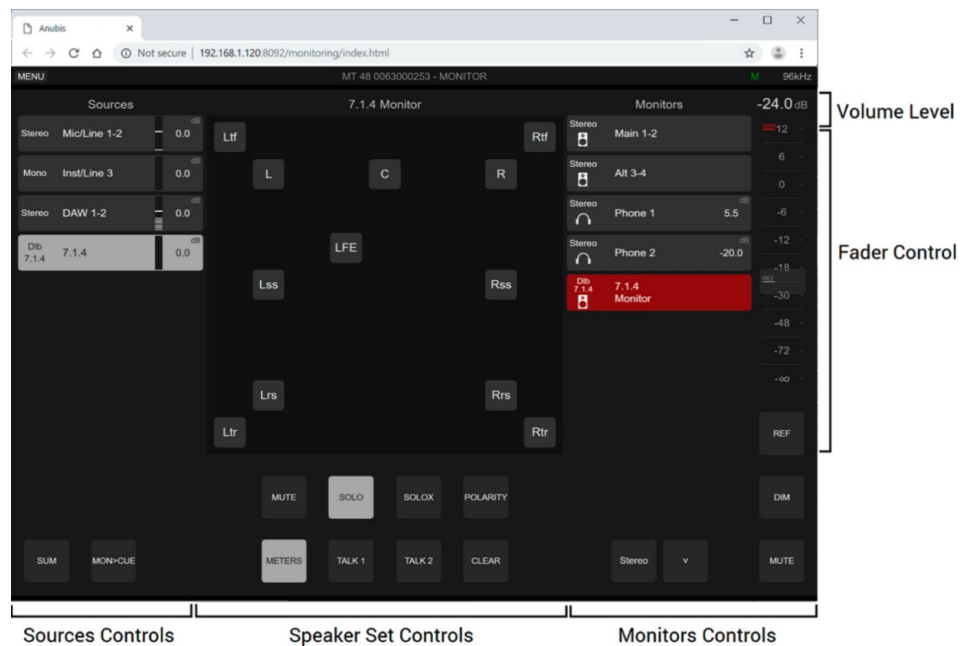 Anubis
Not secure | 192.168.1.120:8092/monitoring/index.html
MENU MT 48 0063000253 - MONITOR M 96kHz
Sources 7.1.4 Monitor Monitors -24.0 dB
Volume Level
Stereo Mic/Line 1-2 0.0 dB
Mono Inst/Line 3 0.0 dB
Stereo DAW 1-2 0.0 dB
Dlb 7.1.4 7.1.4 0.0 dB
Ltf Rtf
L C R
LFE
Lss Rss
Lrs Rrs
Ltr Rtr
Stereo Main 1-2
Stereo Alt 3-4
Stereo Phone 1 5.5 dB
Stereo Phone 2 -20.0 dB
Dlb 7.1.4 7.1.4
Monitor
MAX 12
6
0
-6
-12
-18
REF
-30
-48
-72
-∞
Fader Control
REF
MUTE SOLO SOLOX POLARITY DIM
SUM MON>CUE METERS TALK 1 TALK 2 CLEAR Stereo v MUTE
Sources Controls Speaker Set Controls Monitors Controls